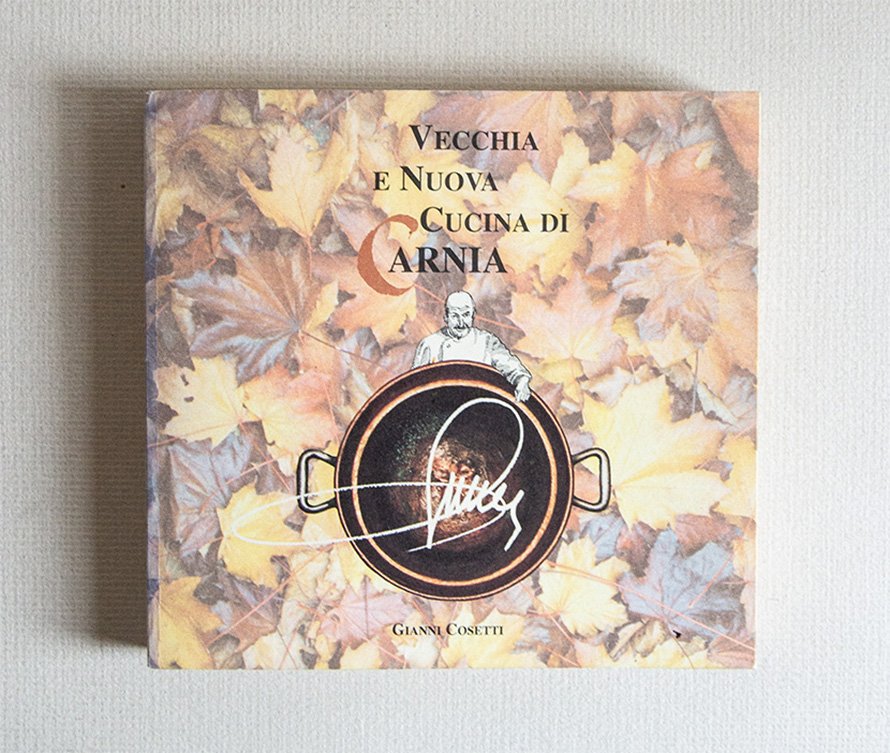 VECCHIA
E NUOVA
CUCINA DI
CARNIA
GIANNI COSETTI